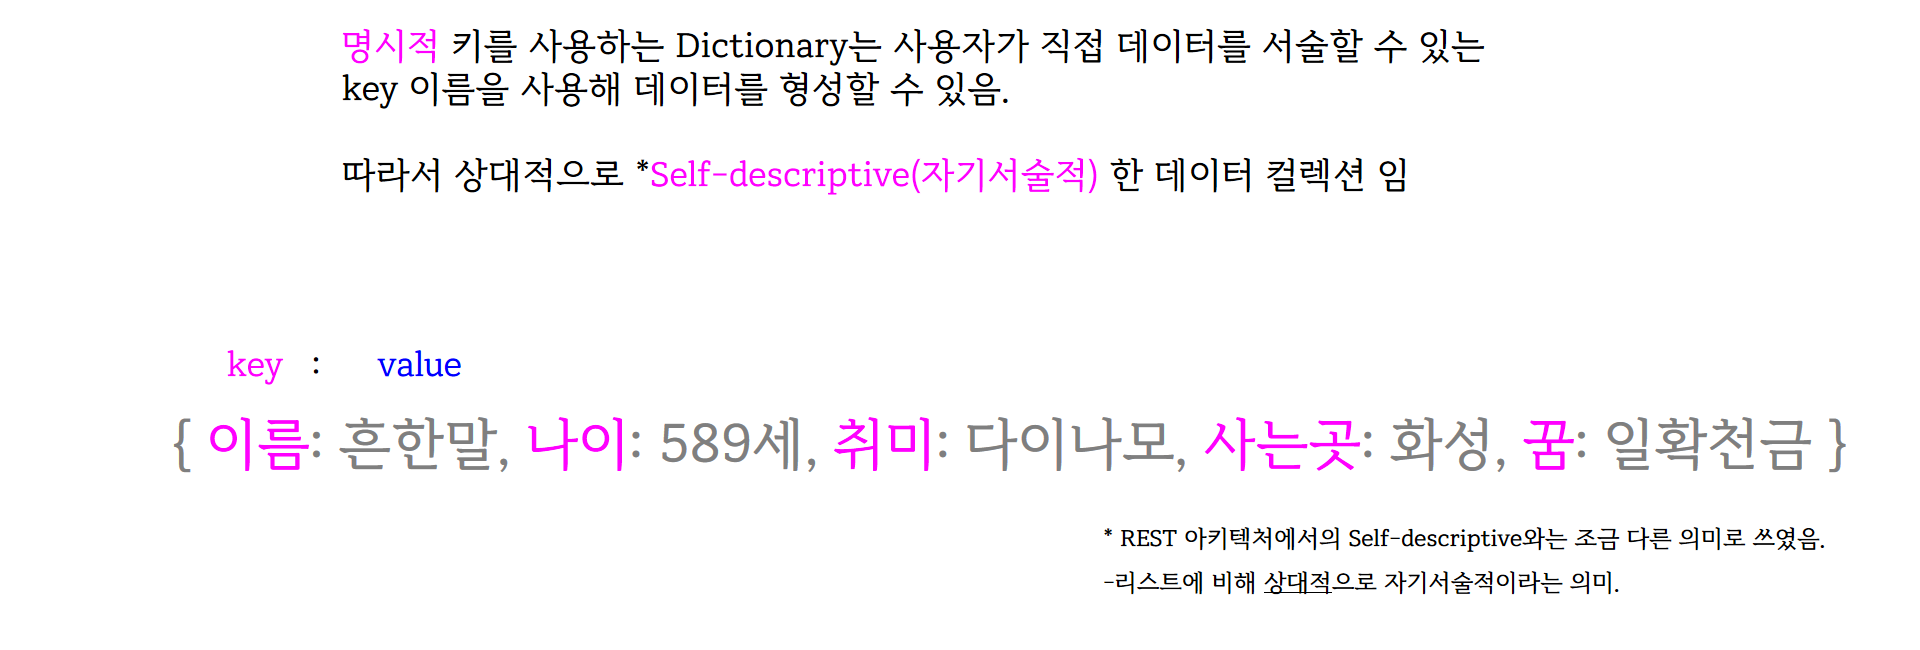 명시적 키를 사용하는 Dictionary는 사용자가 직접 데이터를 서술할 수 있는
key 이름을 사용해 데이터를 형성할 수 있음.
따라서 상대적으로 *Self-descriptive(자기서술적) 한 데이터 컬렉션 임
key : value
{ 이름: 흔한말, 나이: 589세, 취미: 다이나모, 사는곳: 화성, 꿈: 일확천금 }
* REST 아키텍처에서의 Self-descriptive와는 조금 다른 의미로 쓰였음.
-리스트에 비해 상대적으로 자기서술적이라는 의미.